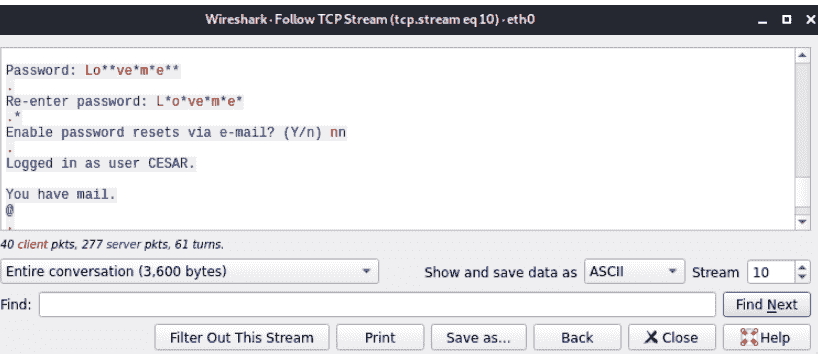 Wireshark · Follow TCP Stream (tcp.stream eq 10) · eth0
Password: Lo**ve*m*e**
.
Re-enter password: L*o*ve*m*e*
.*
Enable password resets via e-mail? (Y/n) nn
.
Logged in as user CESAR.
You have mail.
@
.
40 client pkts, 277 server pkts, 61 turns.
Entire conversation (3,600 bytes) Show and save data as ASCII Stream 10
Find: Find Next
Filter Out This Stream Print Save as... Back Close Help